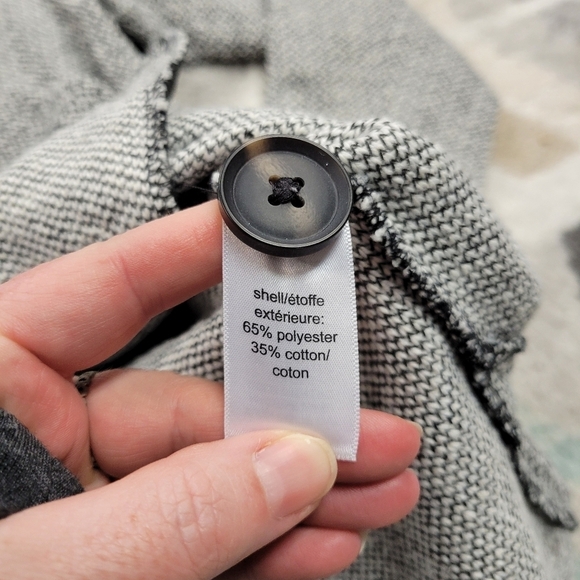 shell/étoffe
extérieure:
65% polyester
35% cotton/
coton